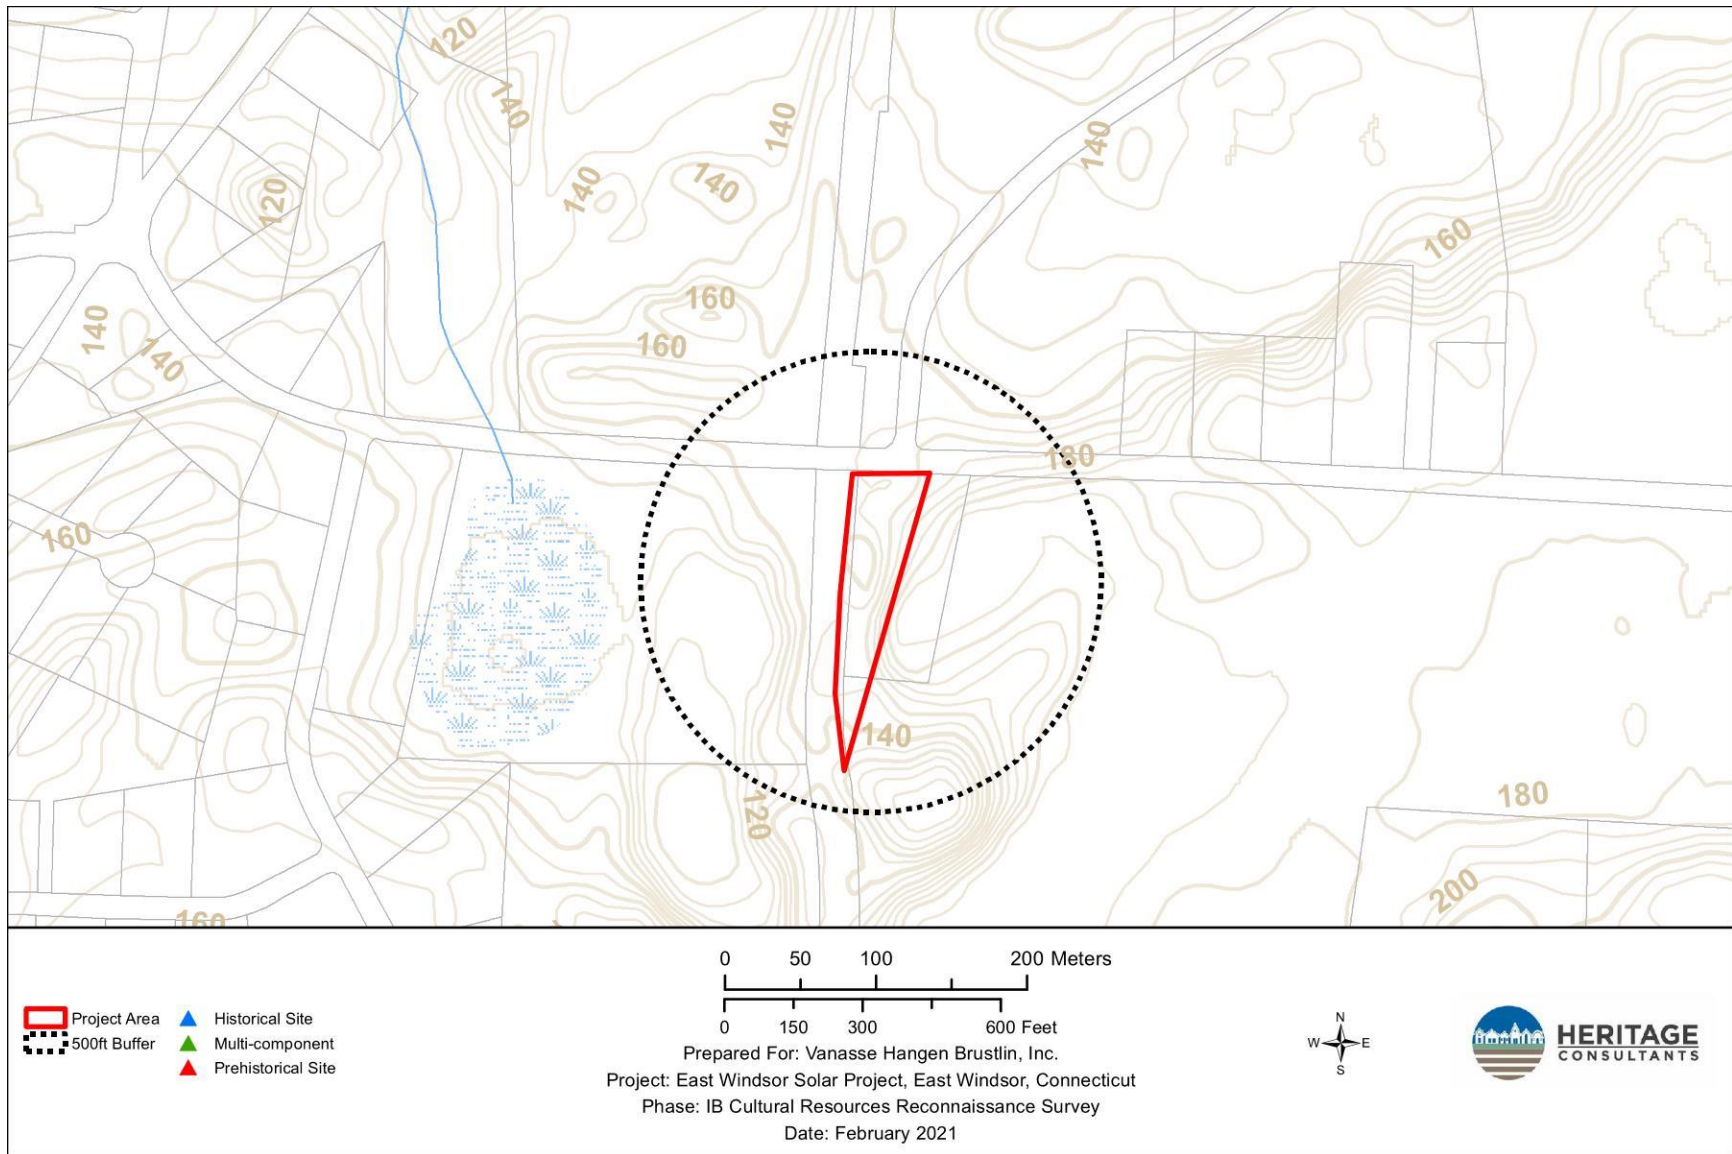 120
140
140
140
140
140
120
160
160
160
140
140
180
160
140
120
180
200
160
0 50 100 200 Meters
0 150 300 600 Feet
Project Area
500ft Buffer
Historical Site
Multi-component
Prehistorical Site
Prepared For: Vanasse Hangen Brustlin, Inc.
Project: East Windsor Solar Project, East Windsor, Connecticut
Phase: IB Cultural Resources Reconnaissance Survey
Date: February 2021
N
W E
S
HERITAGE
CONSULTANTS